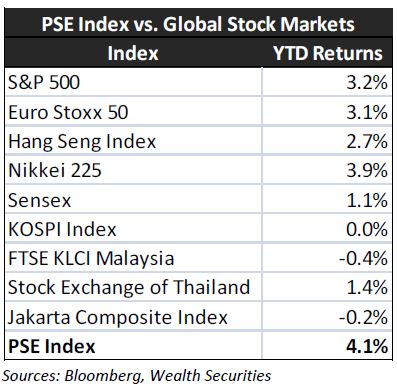 PSE Index vs. Global Stock Markets
Index YTD Returns
S&P 500 3.2%
Euro Stoxx 50 3.1%
Hang Seng Index 2.7%
Nikkei 225 3.9%
Sensex 1.1%
KOSPI Index 0.0%
FTSE KLCI Malaysia -0.4%
Stock Exchange of Thailand 1.4%
Jakarta Composite Index -0.2%
PSE Index 4.1%
Sources: Bloomberg, Wealth Securities